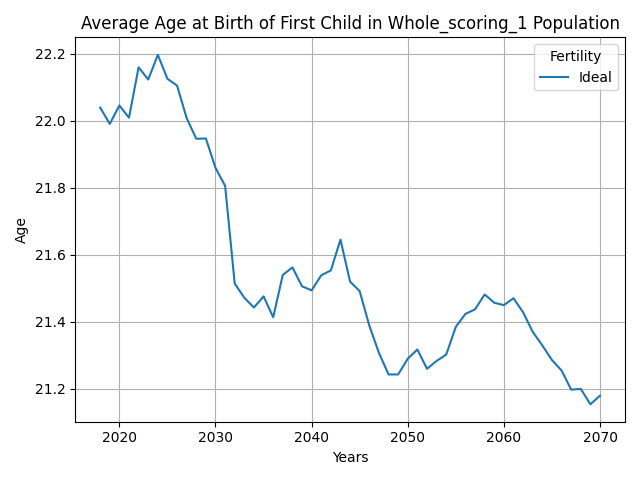 Average Age at Birth of First Child in Whole_scoring_1 Population
Fertility
Ideal
22.2
22.0
21.8
21.6
21.4
21.2
Age
2020 2030 2040 2050 2060 2070
Years